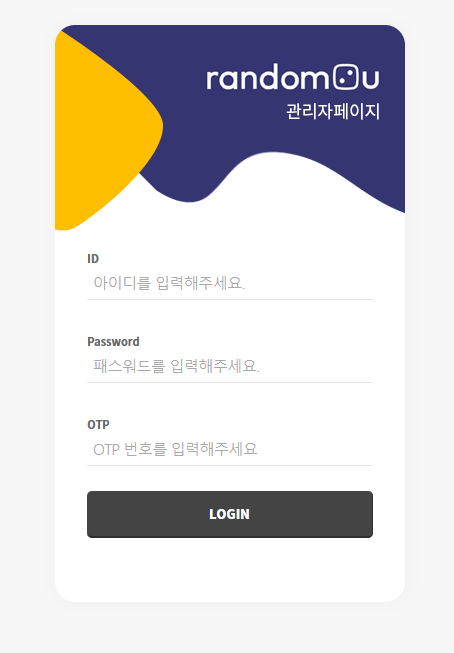 randomOu
관리자페이지
ID
아이디를 입력해주세요.
Password
패스워드를 입력해주세요.
OTP
OTP 번호를 입력해주세요
LOGIN